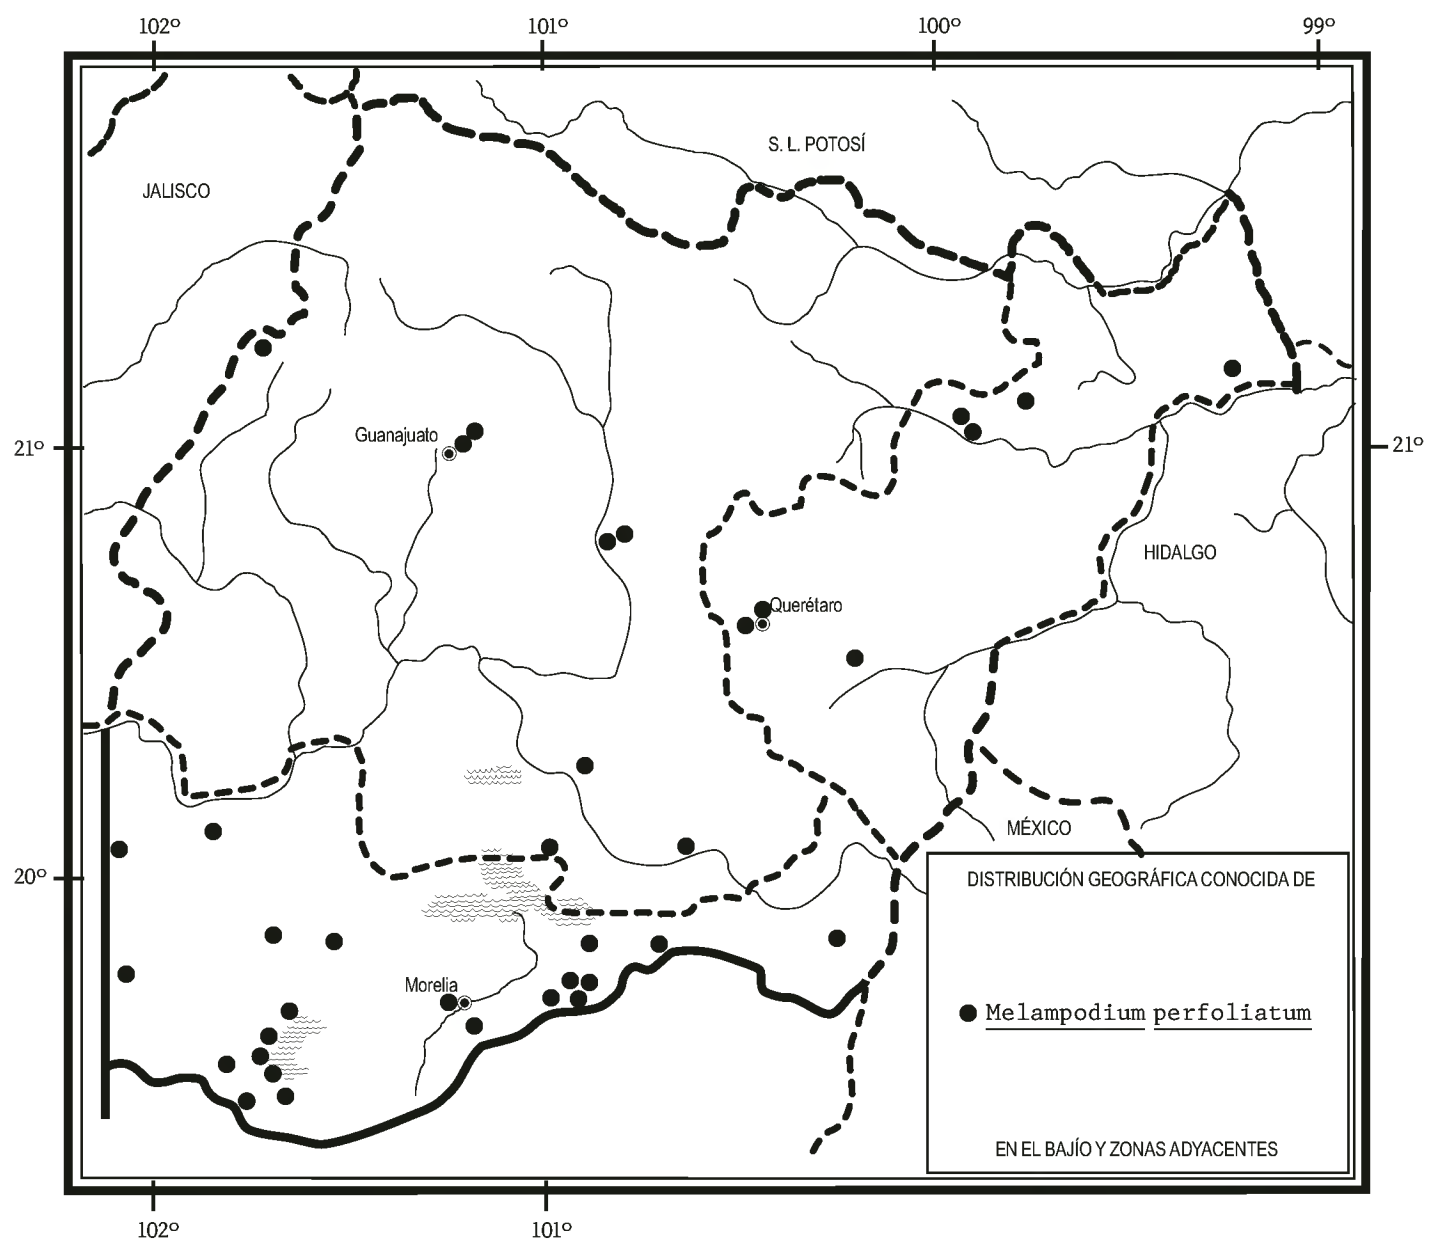 102º 101º 100º 99º
S. L. POTOSÍ
JALISCO
Guanajuato
21º 21º
HIDALGO
Querétaro
MÉXICO
20º
DISTRIBUCIÓN GEOGRÁFICA CONOCIDA DE
Morelia
Melampodium perfoliatum
EN EL BAJÍO Y ZONAS ADYACENTES
102º 101º